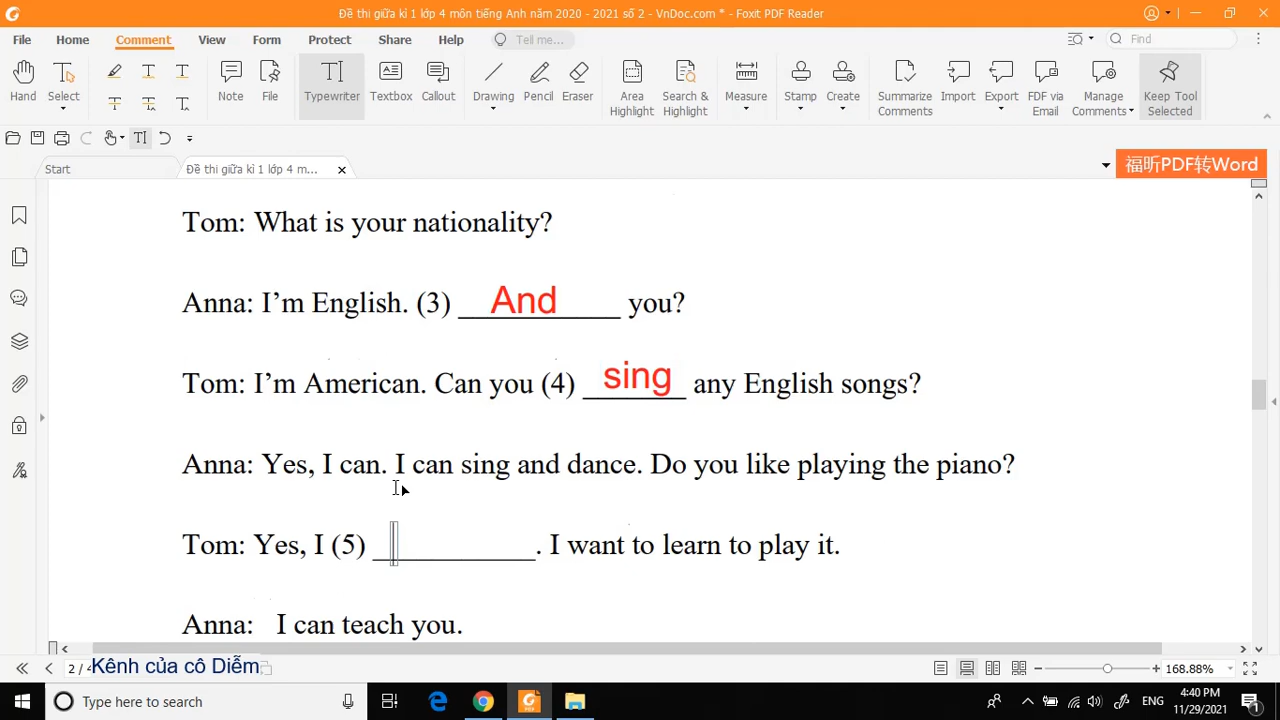 Đề thi giữa kì 1 lớp 4 môn tiếng Anh năm 2020 - 2021 số 2 - VnDoc.com * - Foxit PDF Reader
File Home Comment View Form Protect Share Help Tell me... Find
Hand Select Note File Typewriter Textbox Callout Drawing Pencil Eraser Area Highlight Search & Highlight Measure Stamp Create Summarize Comments Import Export FDF via Email Manage Comments Keep Tool Selected
Start Đề thi giữa kì 1 lớp 4 m... 福昕PDF转Word
Tom: What is your nationality?
Anna: I’m English. (3) And you?
Tom: I’m American. Can you (4) sing any English songs?
Anna: Yes, I can. I can sing and dance. Do you like playing the piano?
Tom: Yes, I (5) ____________. I want to learn to play it.
Anna: I can teach you.
2 / 4 Kênh của cô Diễm 168.88%
Type here to search ENG 4:40 PM
11/29/2021